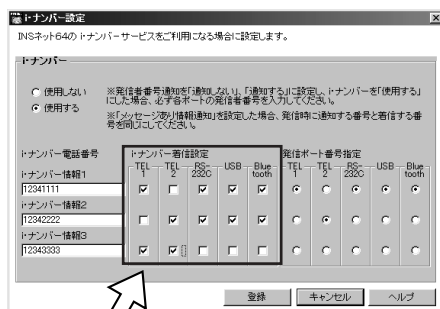 i・ナンバー設定
INSネット64のｉナンバーサービスをご利用になる場合に設定します。
i・ナンバー
使用しない
使用する
※発信者番号通知を｢通知しない｣、｢通知する｣に設定し、i・ナンバーを｢使用する｣
にした場合、必ず各ポートの発信者番号を入力してください。
※｢メッセージあり情報通知｣を設定した場合、発信時に通知する番号と着信する番
号を同じにしてください。
i・ナンバー電話番号
i・ナンバー着信設定
発信ポート番号指定
TEL 1 TEL 2 RS-232C USB Blue tooth TEL 1 TEL 2 RS-232C USB Blue tooth
i・ナンバー情報1
12341111
i・ナンバー情報2
12342222
i・ナンバー情報3
12343333
登録 キャンセル ヘルプ